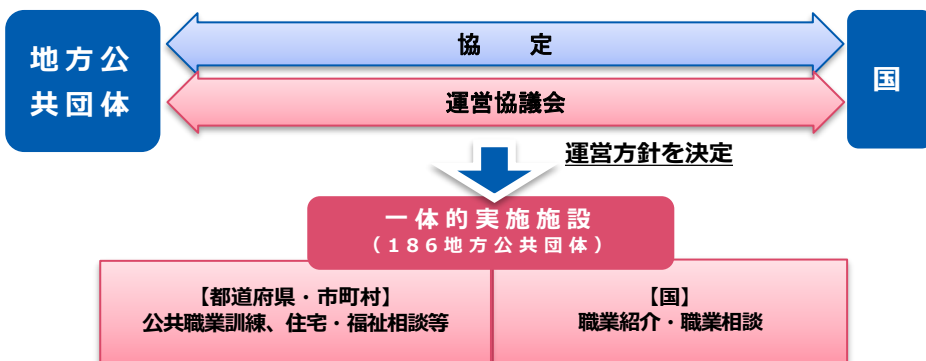 地方公
共団体
協　定
運営協議会
国
運営方針を決定
一体的実施施設
（１８６地方公共団体）
【都道府県・市町村】
公共職業訓練、住宅・福祉相談等
【国】
職業紹介・職業相談